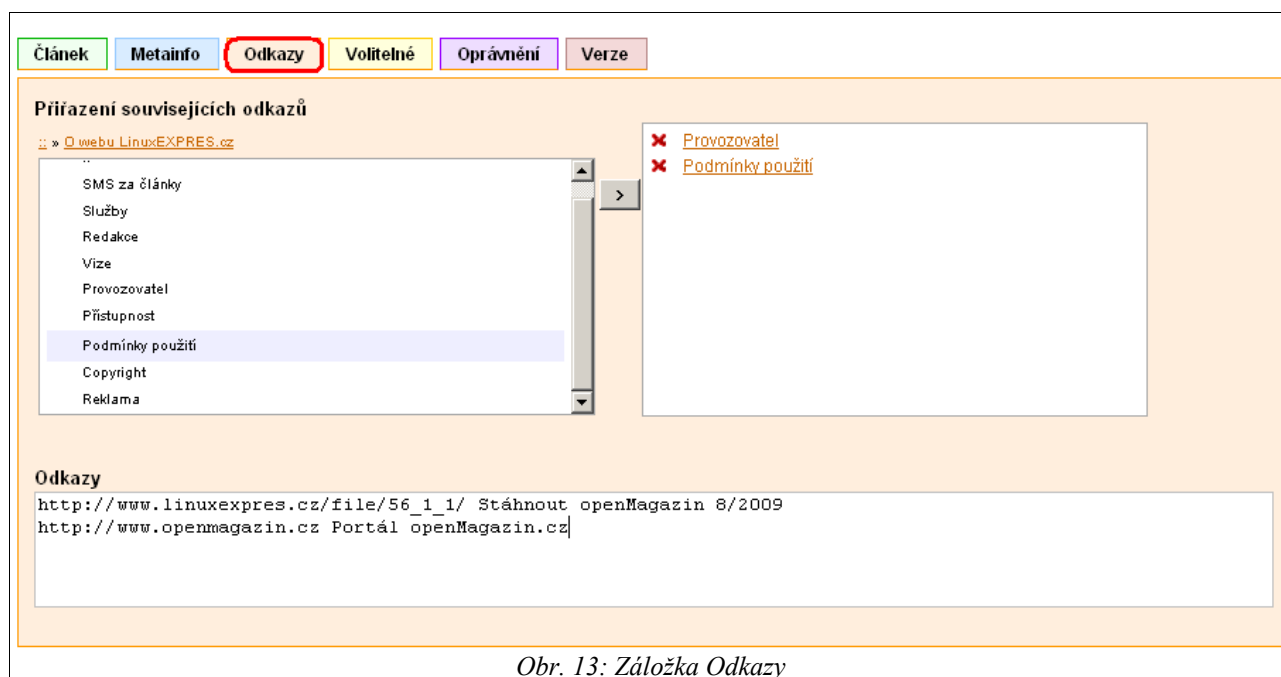 Článek Metainfo Odkazy Volitelné Oprávnění Verze
Přiřazení souvisejících odkazů
:: » O webu LinuxEXPRES.cz
..
SMS za články
Služby
Redakce
Vize
Provozovatel
Přístupnost
Podmínky použití
Copyright
Reklama
>
Provozovatel
Podmínky použití
Odkazy
http://www.linuxexpres.cz/file/56_1_1/ Stáhnout openMagazin 8/2009
http://www.openmagazin.cz Portál openMagazin.cz
Obr. 13: Záložka Odkazy